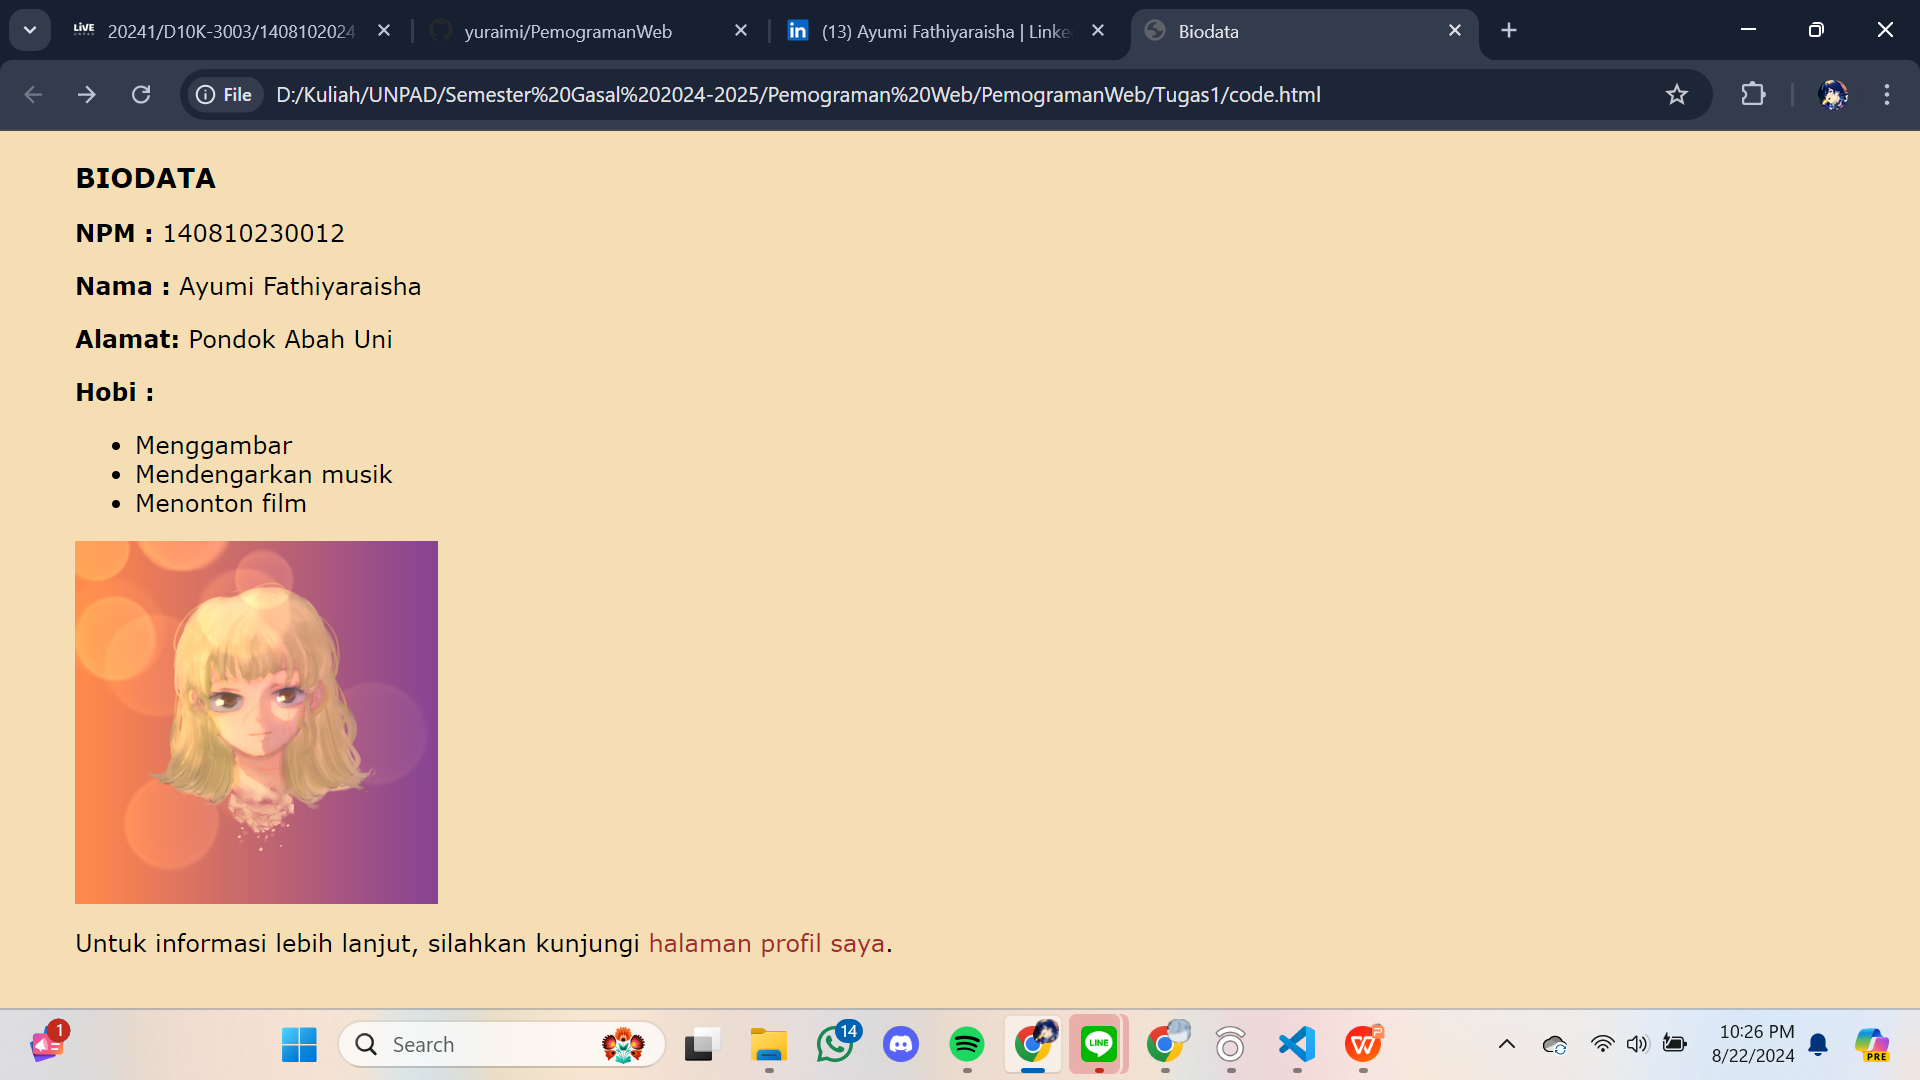 LiVE 20241/D10K-3003/1408102024
yuraimi/PemogramanWeb
in (13) Ayumi Fathiyaraisha | Linke
Biodata
File D:/Kuliah/UNPAD/Semester%20Gasal%202024-2025/Pemograman%20Web/PemogramanWeb/Tugas1/code.html
BIODATA
NPM : 140810230012
Nama : Ayumi Fathiyaraisha
Alamat: Pondok Abah Uni
Hobi :
• Menggambar
• Mendengarkan musik
• Menonton film
Untuk informasi lebih lanjut, silahkan kunjungi halaman profil saya.
1
Search
14
LINE
W
P
10:26 PM
8/22/2024
PRE